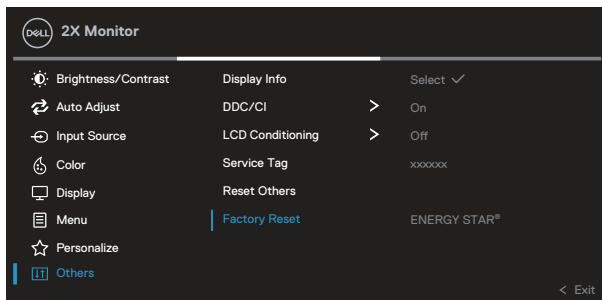 DELL 2X Monitor
Brightness/Contrast Display Info Select ✓
Auto Adjust DDC/CI > On
Input Source LCD Conditioning > Off
Color Service Tag xxxxxx
Display Reset Others
Menu Factory Reset ENERGY STAR®
Personalize
Others
< Exit